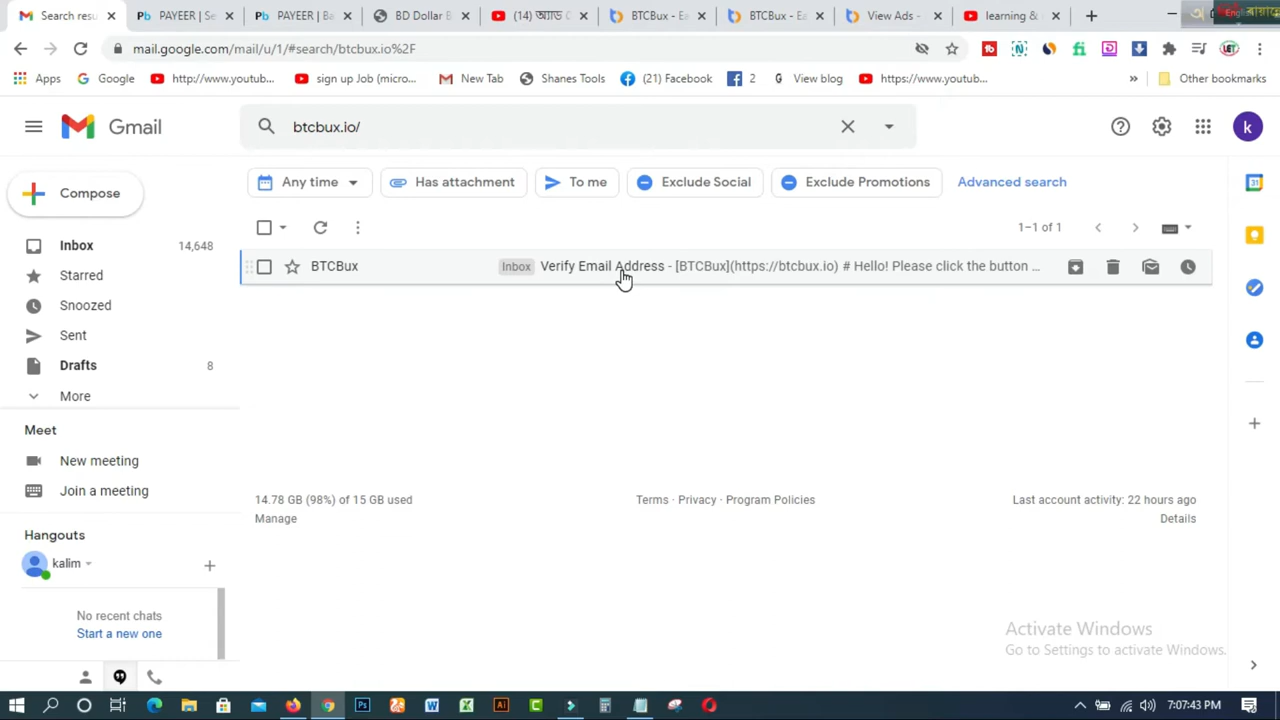 Search resu
PAYEER | Se
PAYEER | Ba
BD Dollar B
BTCBux - E
BTCBux - E
View Ads -
learning &
English
mail.google.com/mail/u/1/#search/btcbux.io%2F
Apps
Google
http://www.youtub...
sign up Job (micro...
New Tab
Shanes Tools
(21) Facebook
2
View blog
https://www.youtub...
»
Other bookmarks
Gmail
btcbux.io/
k
Any time
Has attachment
To me
Exclude Social
Exclude Promotions
Advanced search
Compose
1–1 of 1
Inbox 14,648
BTCBux
Inbox
Verify Email Address - [BTCBux](https://btcbux.io) # Hello! Please click the button ...
Starred
Snoozed
Sent
Drafts 8
More
Meet
New meeting
Join a meeting
14.78 GB (98%) of 15 GB used
Manage
Terms · Privacy · Program Policies
Last account activity: 22 hours ago
Details
Hangouts
kalim
No recent chats
Start a new one
Activate Windows
Go to Settings to activate Windows.
7:07:43 PM